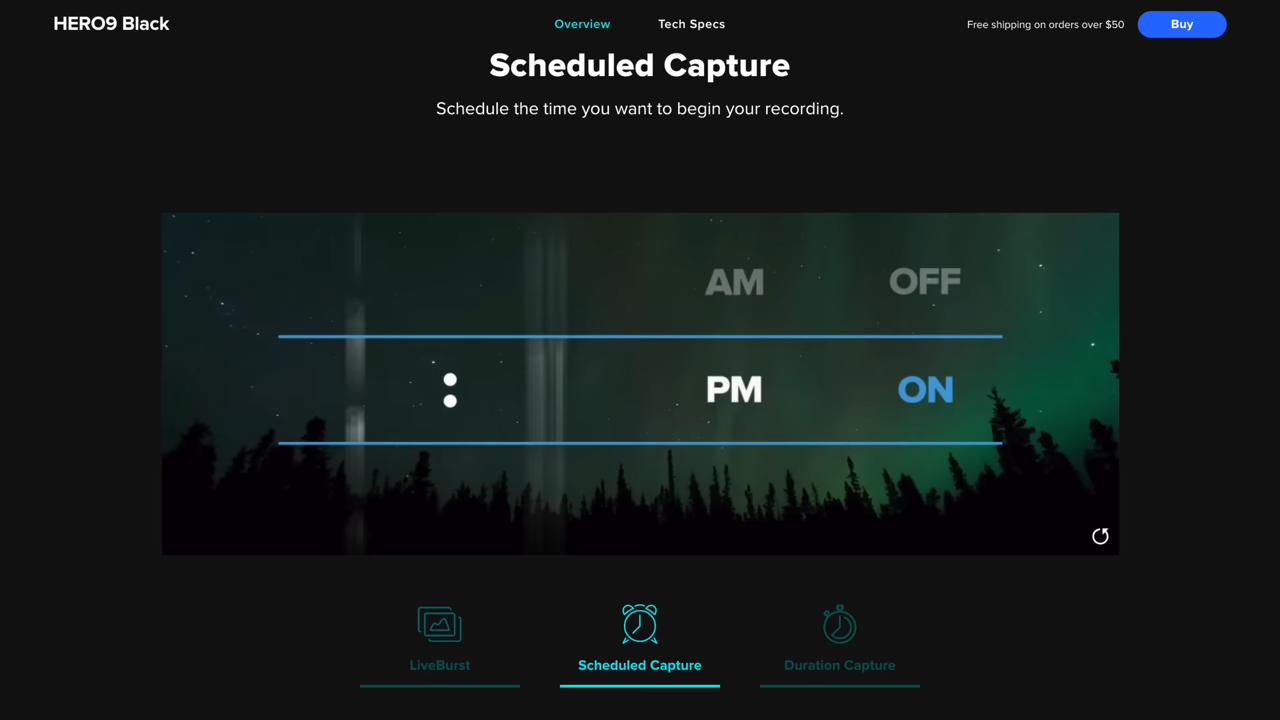 HERO9 Black
Overview
Tech Specs
Free shipping on orders over $50
Buy
Scheduled Capture
Schedule the time you want to begin your recording.
AM
OFF
:
PM
ON
LiveBurst
Scheduled Capture
Duration Capture